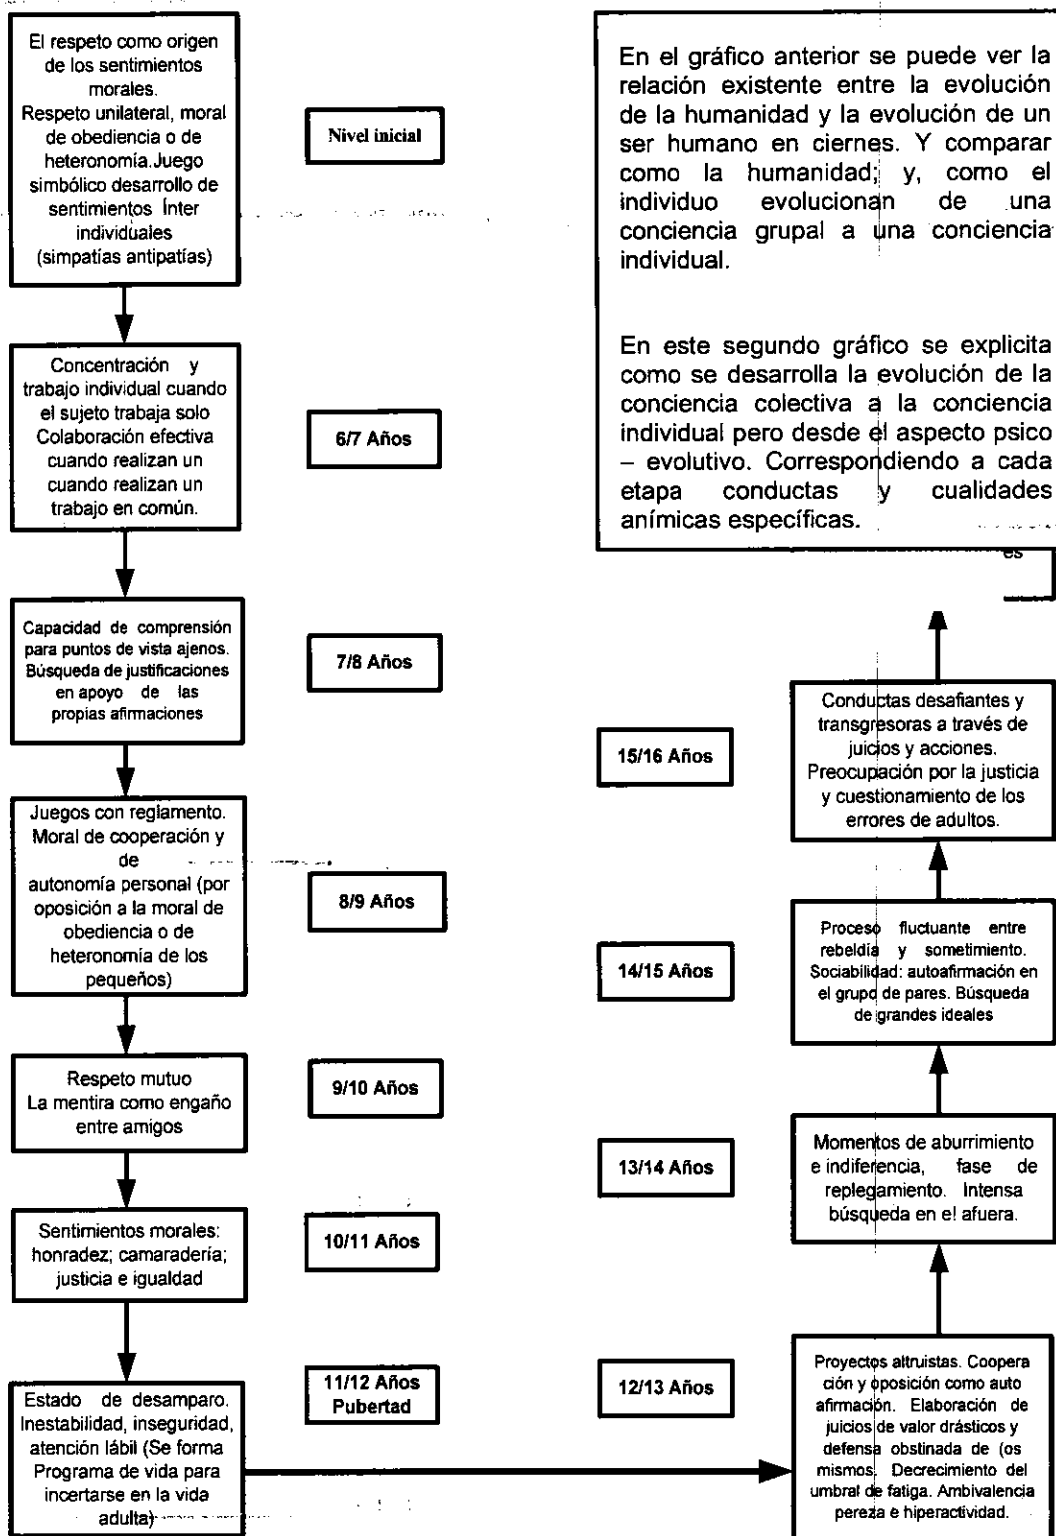 El respeto como origen
de los sentimientos
morales.
Respeto unilateral, moral
de obediencia o de
heteronomía.Juego
simbólico desarrollo de
sentimientos Ínter
individuales
(simpatías antipatías)
Nivel inicial
Concentración y
trabajo individual cuando
el sujeto trabaja solo
Colaboración efectiva
cuando realizan un
cuando realizan un
trabajo en común.
6/7 Años
Capacidad de comprensión
para puntos de vista ajenos.
Búsqueda de justificaciones
en apoyo de las
propias afirmaciones
7/8 Años
Juegos con reglamento.
Moral de cooperación y
de
autonomía personal (por
oposición a la moral de
obediencia o de
heteronomía de los
pequeños)
8/9 Años
Respeto mutuo
La mentira como engaño
entre amigos
9/10 Años
Sentimientos morales:
honradez; camaradería;
justicia e igualdad
10/11 Años
Estado de desamparo.
Inestabilidad, inseguridad,
atención lábil (Se forma
Programa de vida para
incertarse en la vida
adulta)
11/12 Años
Pubertad
12/13 Años
Proyectos altruistas. Coopera
ción y oposición como auto
afirmación. Elaboración de
juicios de valor drásticos y
defensa obstinada de (os
mismos. Decrecimiento del
umbral de fatiga. Ambivalencia
pereza e hiperactividad.
13/14 Años
Momentos de aburrimiento
e indiferencia, fase de
replegamiento. Intensa
búsqueda en el afuera.
14/15 Años
Proceso fluctuante entre
rebeldía y sometimiento.
Sociabilidad: autoafirmación en
el grupo de pares. Búsqueda
de grandes ideales
15/16 Años
Conductas desafiantes y
transgresoras a través de
juicios y acciones.
Preocupación por la justicia
y cuestionamiento de los
errores de adultos.
En el gráfico anterior se puede ver la
relación existente entre la evolución
de la humanidad y la evolución de un
ser humano en ciernes. Y comparar
como la humanidad; y, como el
individuo evolucionan de una
conciencia grupal a una conciencia
individual.
En este segundo gráfico se explicita
como se desarrolla la evolución de la
conciencia colectiva a la conciencia
individual pero desde el aspecto psico
– evolutivo. Correspondiendo a cada
etapa conductas y cualidades
anímicas específicas.
es